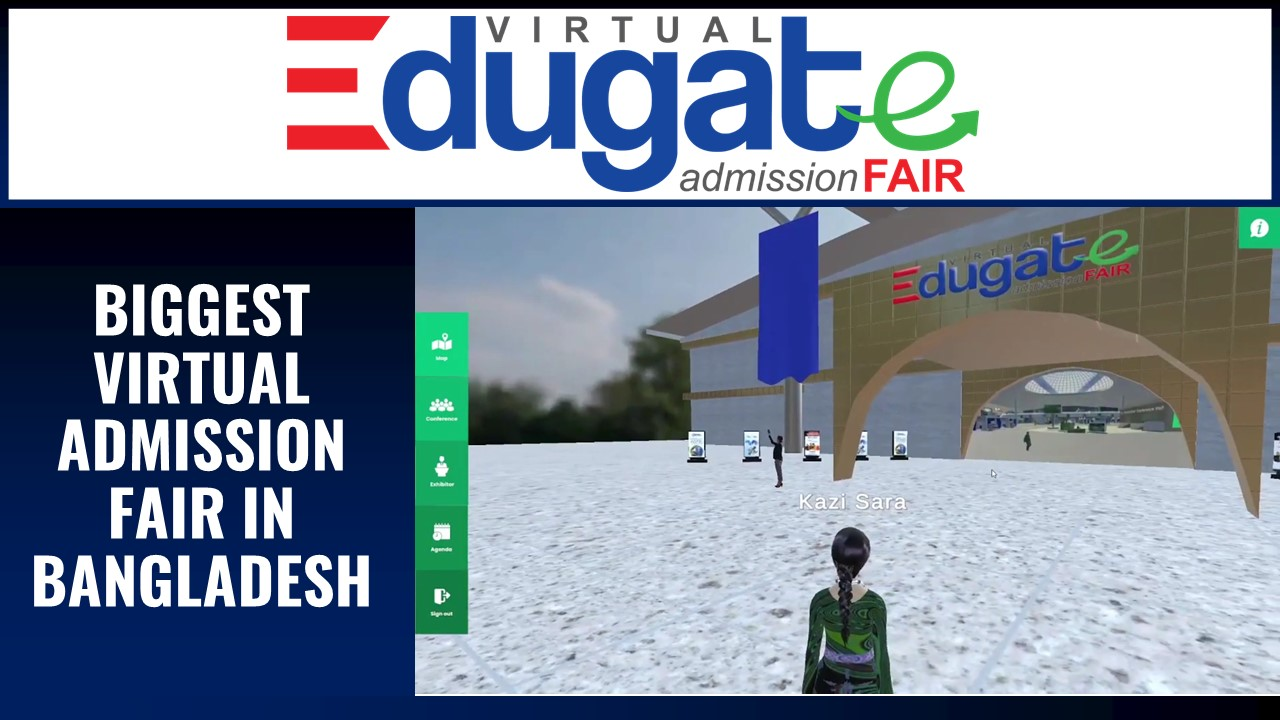 VIRTUAL
Edugate
admission FAIR
BIGGEST
VIRTUAL
ADMISSION
FAIR IN
BANGLADESH
VIRTUAL
Edugate
FAIR
Map
Conference
Exhibitor
Agenda
Sign out
Kazi Sara